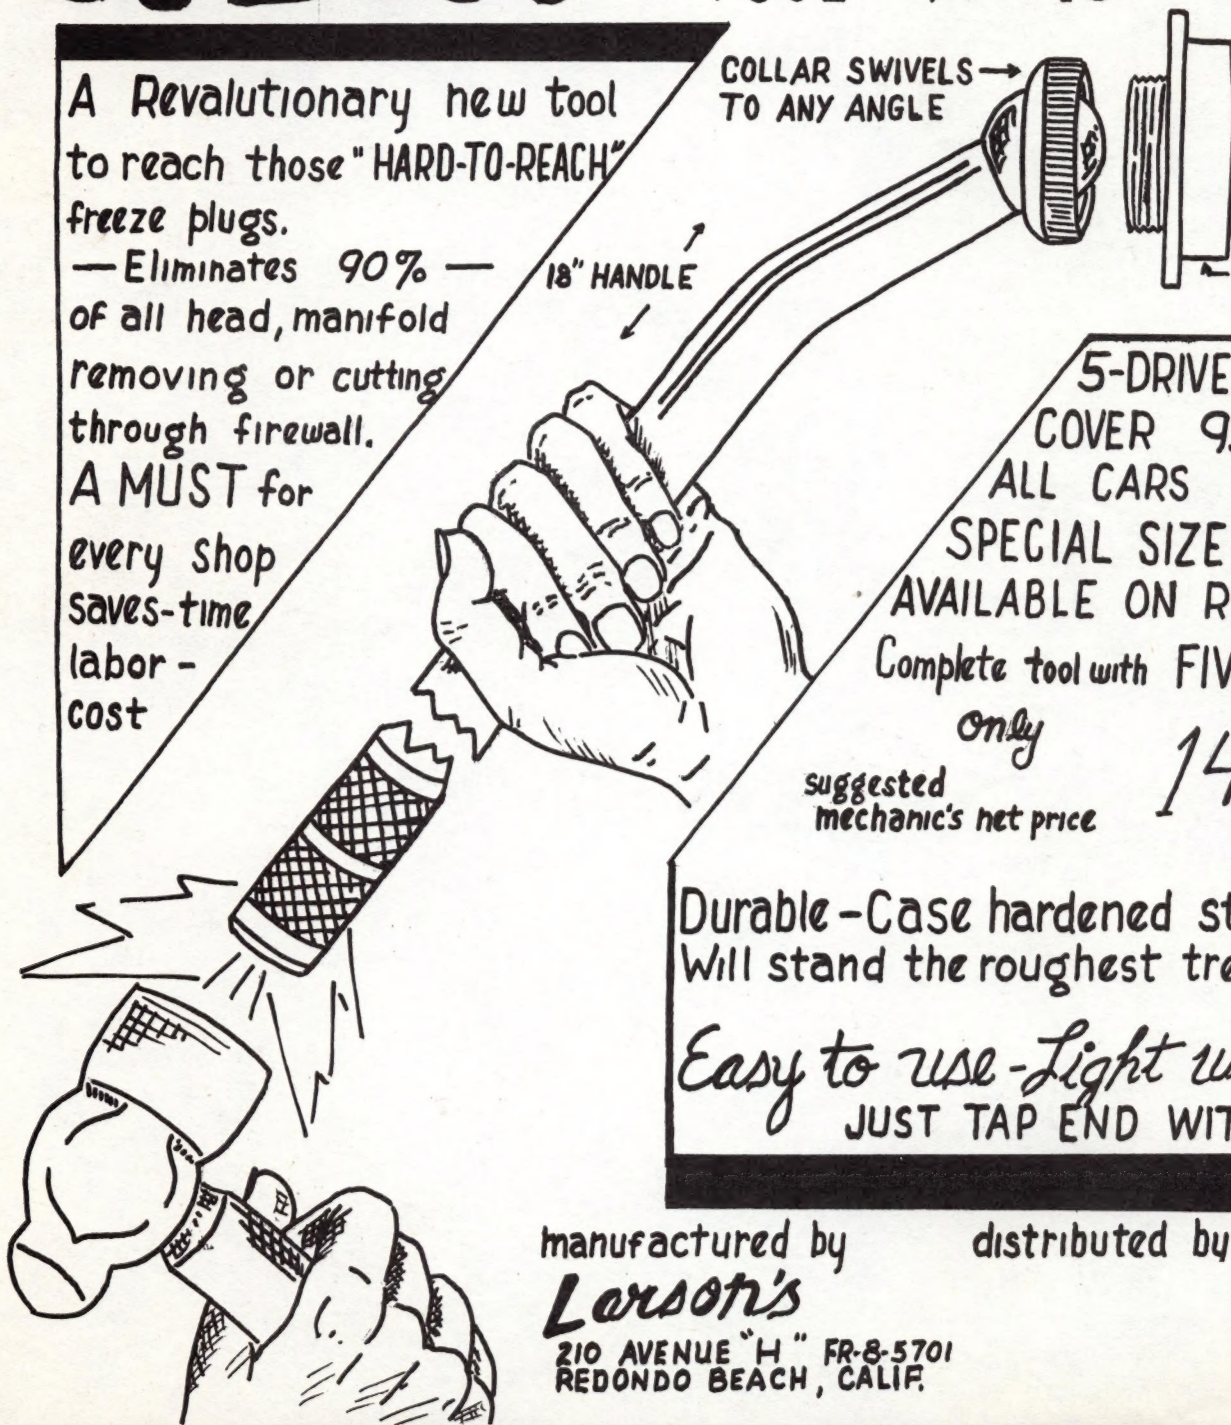 A Revalutionary new tool
to reach those "HARD-TO-REACH"
freeze plugs.
— Eliminates 90% —
of all head, manifold
removing or cutting
through firewall.
A MUST for
every shop
saves-time
labor -
cost
COLLAR SWIVELS →
TO ANY ANGLE
18" HANDLE
5-DRIVE
COVER 9
ALL CARS
SPECIAL SIZE
AVAILABLE ON R
Complete tool with FIV
only
suggested
mechanic's net price
14
Durable - Case hardened st
Will stand the roughest tre
Easy to use - Light w
JUST TAP END WIT
manufactured by
Larson's
210 AVENUE "H" FR-8-5701
REDONDO BEACH, CALIF.
distributed by